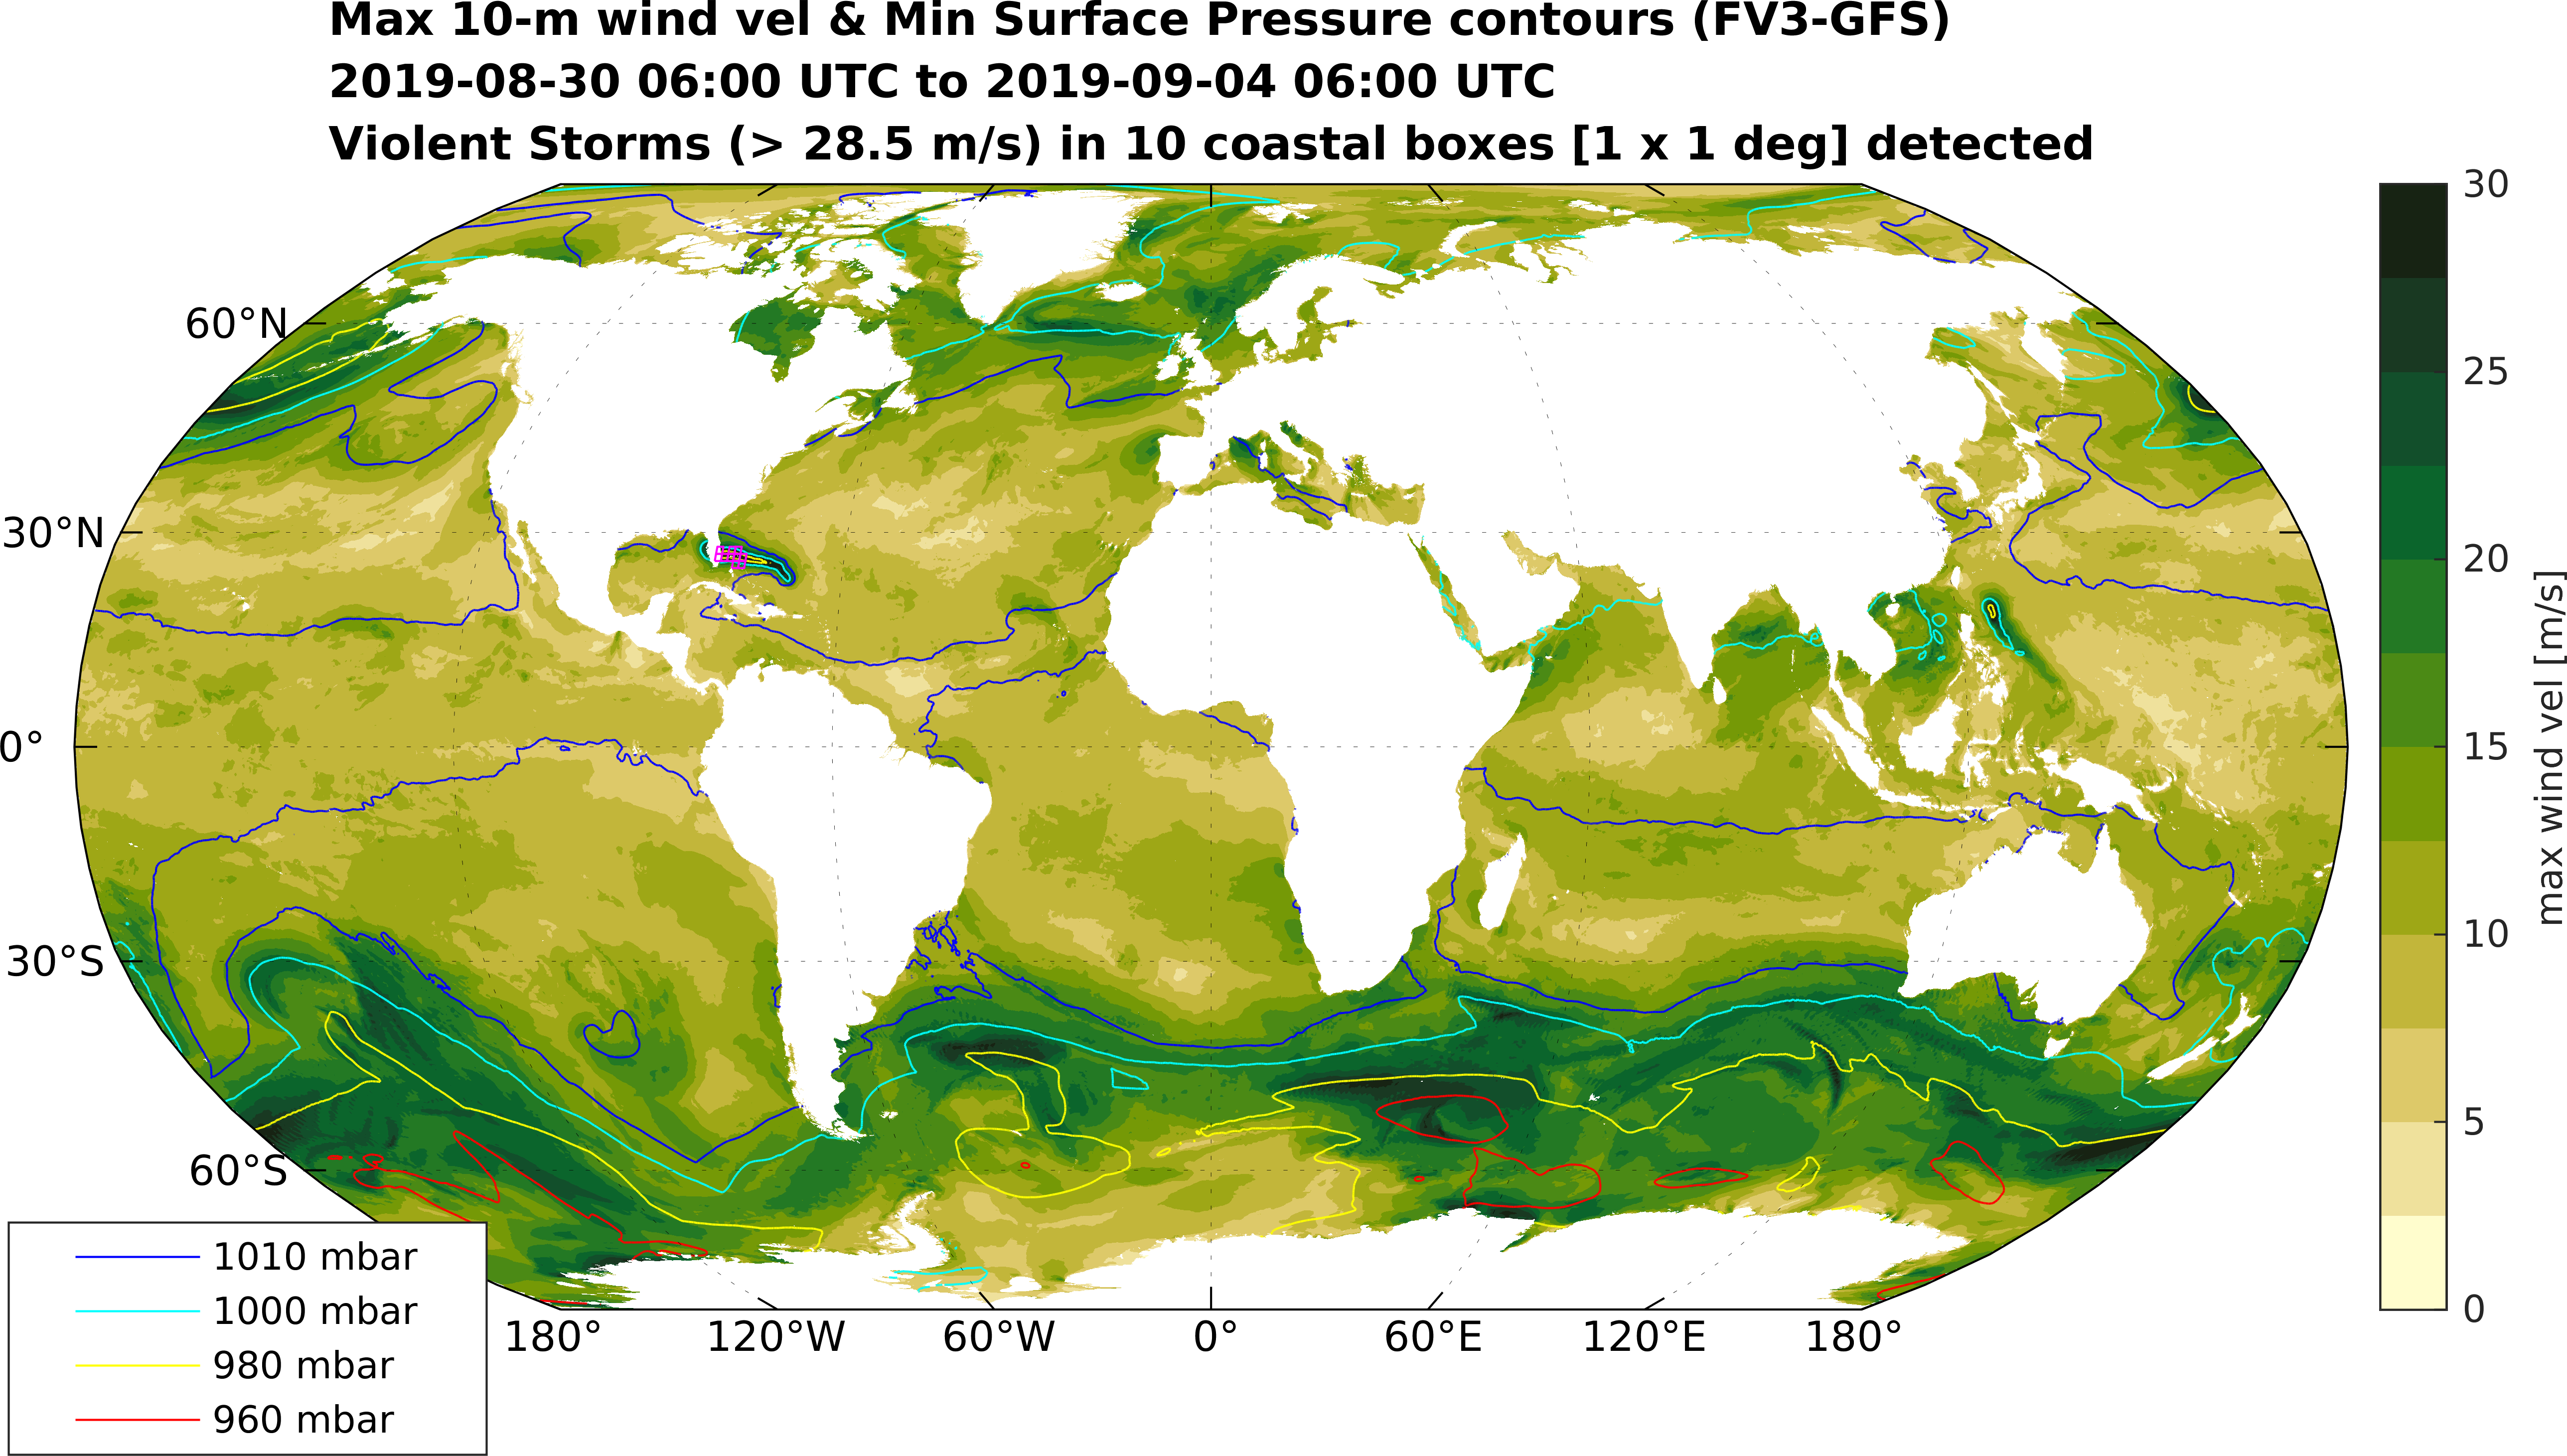 Max 10-m wind vel & Min Surface Pressure contours (FV3-GFS)
2019-08-30 06:00 UTC to 2019-09-04 06:00 UTC
Violent Storms (> 28.5 m/s) in 10 coastal boxes [1 x 1 deg] detected
60°N
30°N
0°
30°S
60°S
180°
120°W
60°W
0°
60°E
120°E
180°
1010 mbar
1000 mbar
980 mbar
960 mbar
30
25
20
15
10
5
0
max wind vel [m/s]